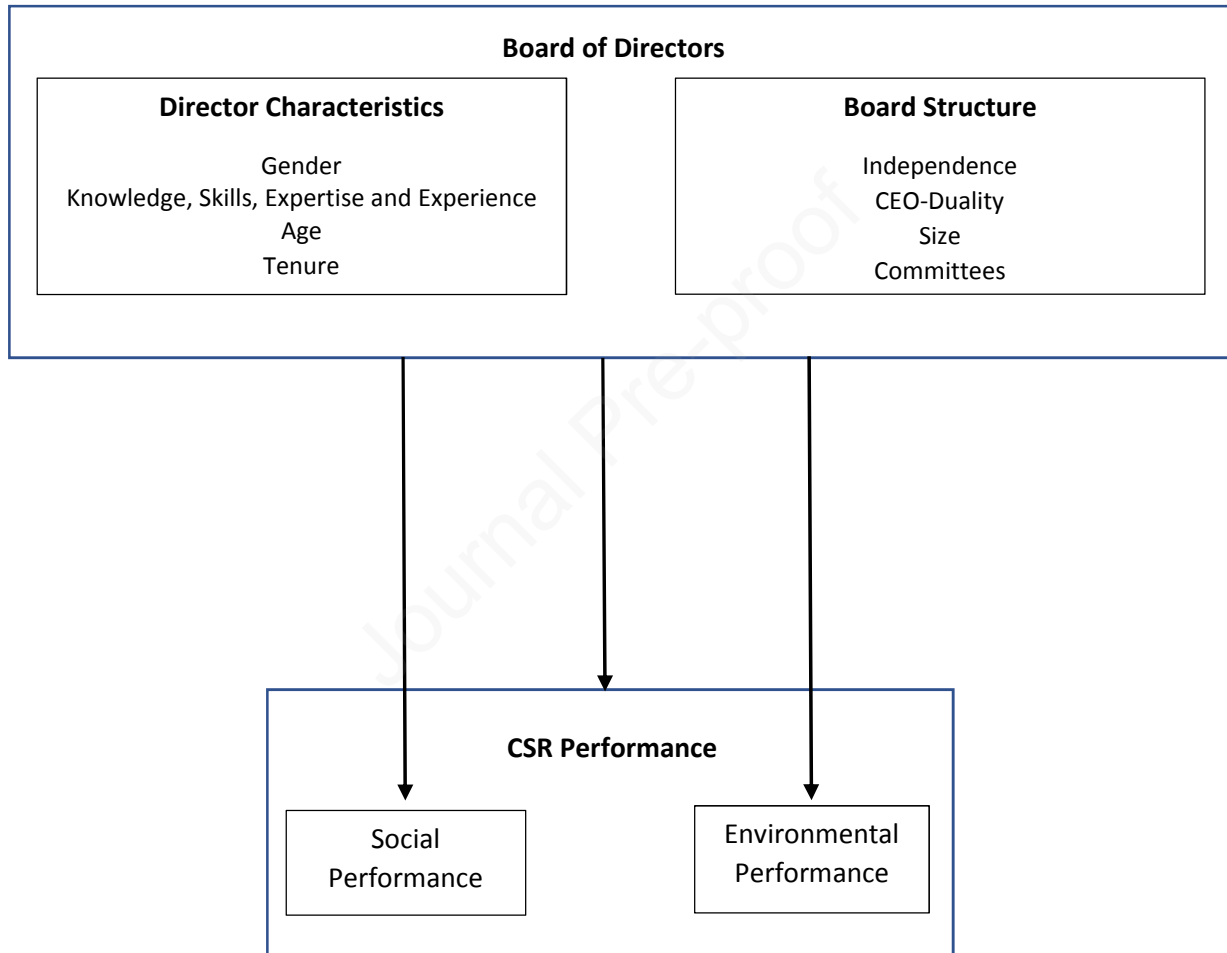 Board of Directors
Director Characteristics
Gender
Knowledge, Skills, Expertise and Experience
Age
Tenure
Board Structure
Independence
CEO-Duality
Size
Committees
Journal Pre-proof
CSR Performance
Social
Performance
Environmental
Performance